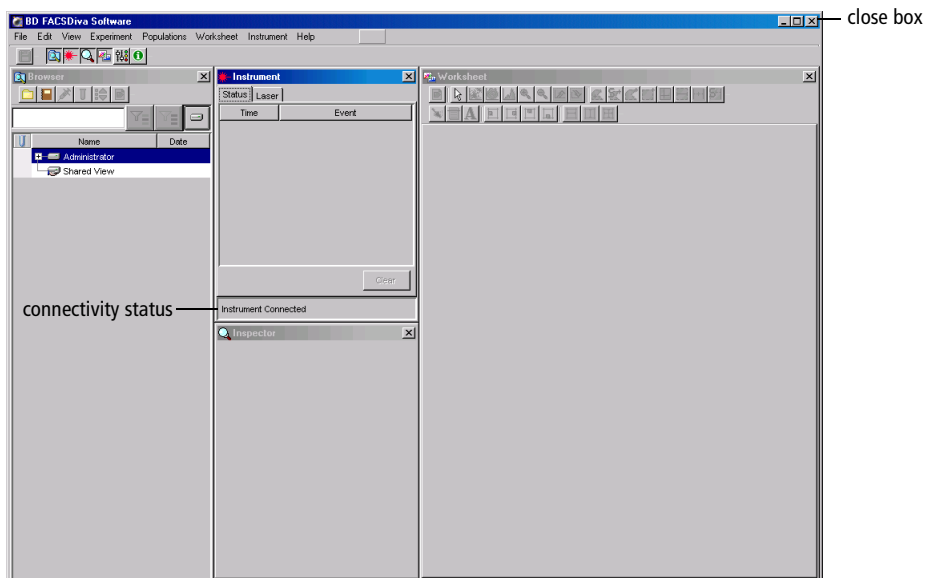 BD FACSDiva Software
close box
File Edit View Experiment Populations Worksheet Instrument Help
Browser
Instrument
Worksheet
Status Laser
Time Event
Name Date
Administrator
Shared View
A
Clear
connectivity status
Instrument Connected
Inspector